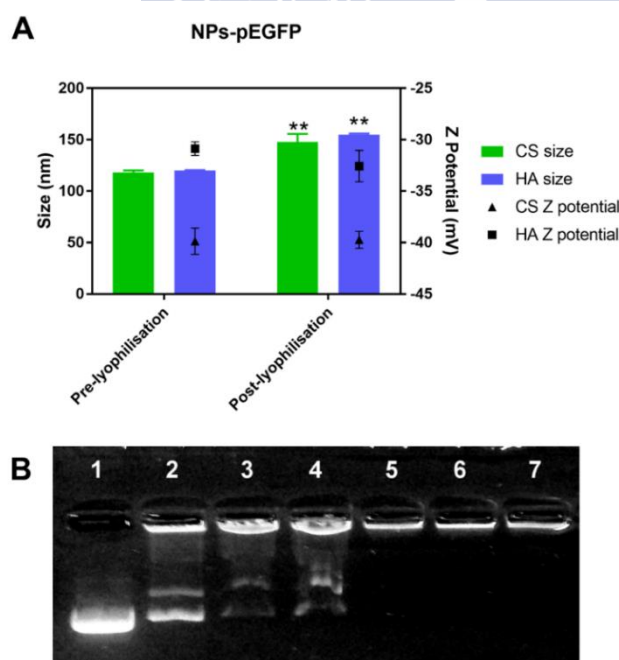 A
NPs-pEGFP
200
150
100
50
0
Size (nm)
-25
-30
-35
-40
-45
Z Potential (mV)
**
**
Pre-lyophilisation
Post-lyophilisation
CS size
HA size
CS Z potential
HA Z potential
B
1 2 3 4 5 6 7